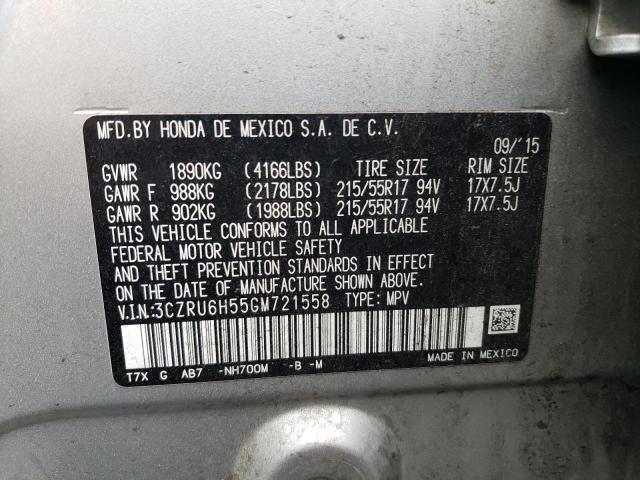 MFD.BY HONDA DE MEXICO S.A. DE C.V.
09/'15
GVWR 1890KG (4166LBS) TIRE SIZE RIM SIZE
GAWR F 988KG (2178LBS) 215/55R17 94V 17X7.5J
GAWR R 902KG (1988LBS) 215/55R17 94V 17X7.5J
THIS VEHICLE CONFORMS TO ALL APPLICABLE
FEDERAL MOTOR VEHICLE SAFETY
AND THEFT PREVENTION STANDARDS IN EFFECT
ON THE DATE OF MANUFACTURE SHOWN ABOVE.
V.I.N:3CZRU6H55GM721558 TYPE: MPV
T7X G AB7 -NH700M -B -M
MADE IN MEXICO